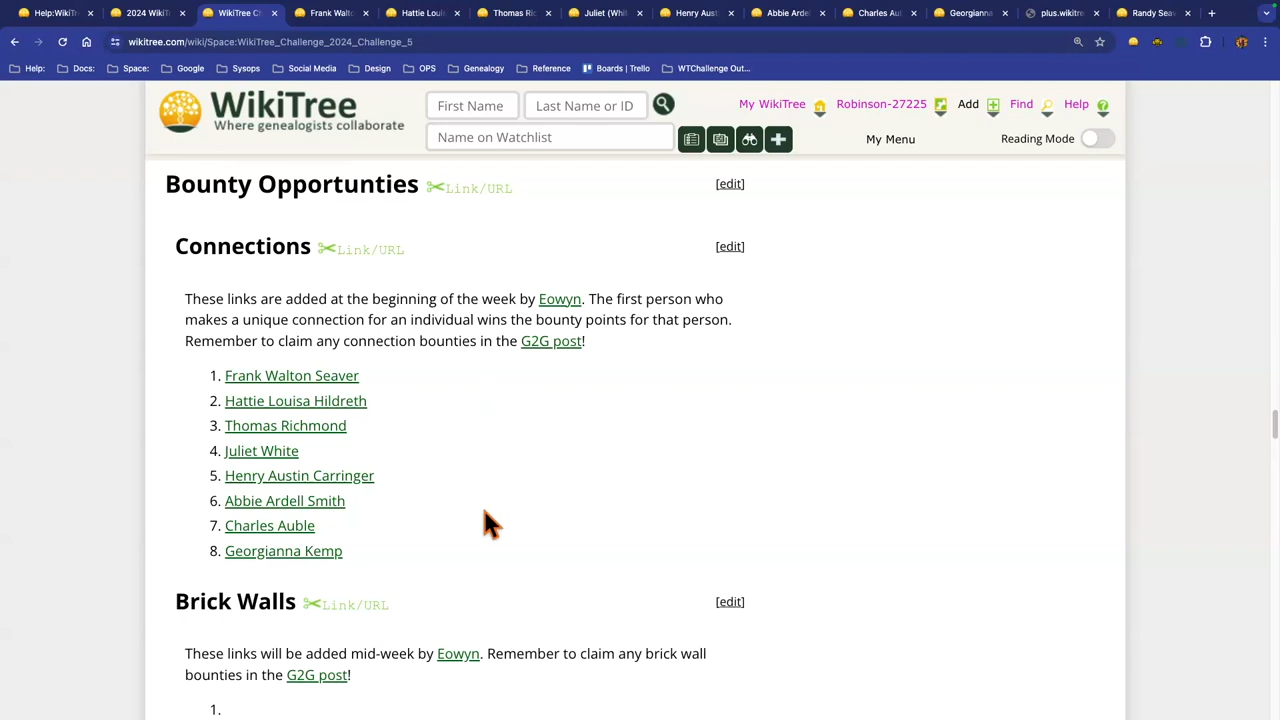 Help:WikiTr
2024 WikiT
WikiTree C
Frank Walto
Hattie Louis
Thomas Ric
Juliet (Whi
Henry Aust
Abbie Arde
Charles Aub
Georgianna
plus.wikitre
Randy Seav
wikitree.com/wiki/Space:WikiTree_Challenge_2024_Challenge_5
Help: Docs: Space: Google Sysops Social Media Design OPS Genealogy Reference Boards | Trello WTChallenge Out...
WikiTree
Where genealogists collaborate
First Name Last Name or ID
My WikiTree Robinson-27225 Add Find Help
Name on Watchlist
My Menu Reading Mode
Bounty Opportunties Link/URL [edit]
Connections Link/URL [edit]
These links are added at the beginning of the week by Eowyn. The first person who
makes a unique connection for an individual wins the bounty points for that person.
Remember to claim any connection bounties in the G2G post!
1. Frank Walton Seaver
2. Hattie Louisa Hildreth
3. Thomas Richmond
4. Juliet White
5. Henry Austin Carringer
6. Abbie Ardell Smith
7. Charles Auble
8. Georgianna Kemp
Brick Walls Link/URL [edit]
These links will be added mid-week by Eowyn. Remember to claim any brick wall
bounties in the G2G post!
1.